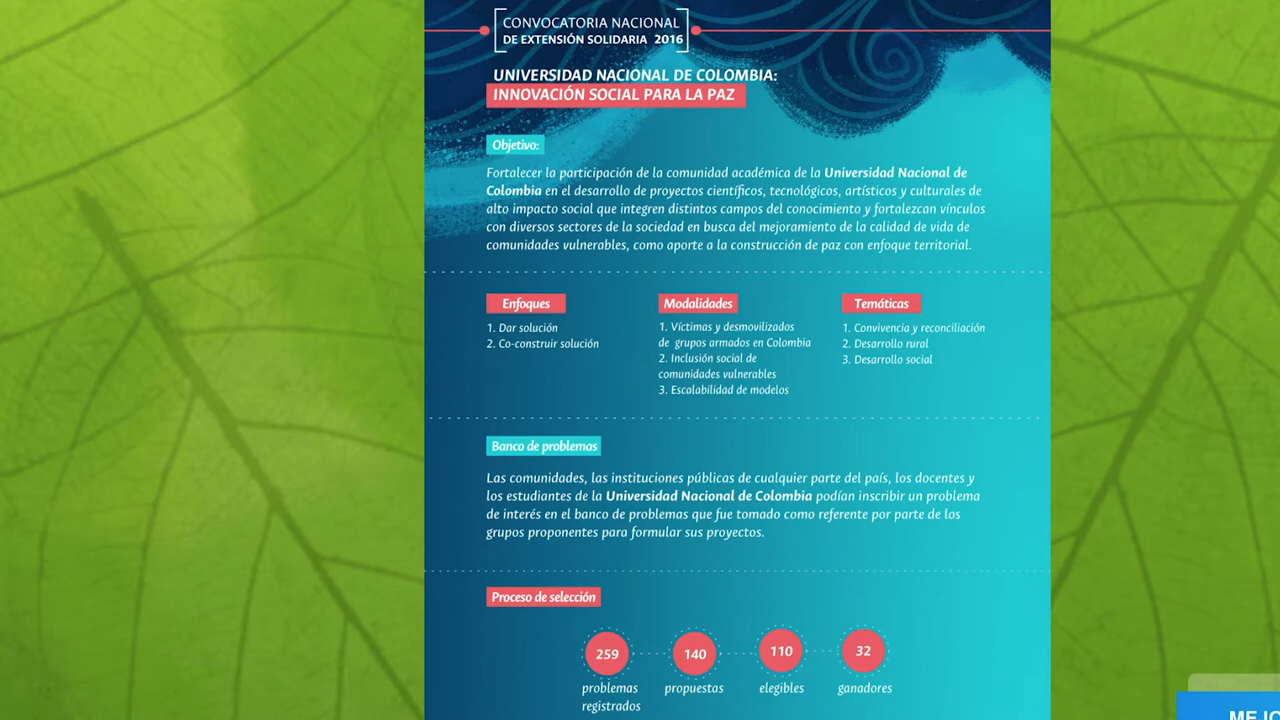 CONVOCATORIA NACIONAL
DE EXTENSIÓN SOLIDARIA 2016
UNIVERSIDAD NACIONAL DE COLOMBIA:
INNOVACIÓN SOCIAL PARA LA PAZ
Objetivo:
Fortalecer la participación de la comunidad académica de la Universidad Nacional de
Colombia en el desarrollo de proyectos científicos, tecnológicos, artísticos y culturales de
alto impacto social que integren distintos campos del conocimiento y fortalezcan vínculos
con diversos sectores de la sociedad en busca del mejoramiento de la calidad de vida de
comunidades vulnerables, como aporte a la construcción de paz con enfoque territorial.
Enfoques
1. Dar solución
2. Co-construir solución
Modalidades
1. Víctimas y desmovilizados
de grupos armados en Colombia
2. Inclusión social de
comunidades vulnerables
3. Escalabilidad de modelos
Temáticas
1. Convivencia y reconciliación
2. Desarrollo rural
3. Desarrollo social
Banco de problemas
Las comunidades, las instituciones públicas de cualquier parte del país, los docentes y
los estudiantes de la Universidad Nacional de Colombia podían inscribir un problema
de interés en el banco de problemas que fue tomado como referente por parte de los
grupos proponentes para formular sus proyectos.
Proceso de selección
259
problemas
registrados
140
propuestas
110
elegibles
32
ganadores